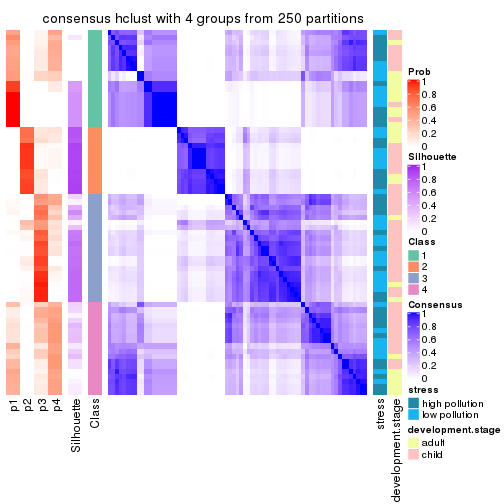 consensus hclust with 4 groups from 250 partitions
p1
p2
p3
p4
Silhouette
Class
stress
development.stage
Prob
1
0.8
0.6
0.4
0.2
0
Silhouette
1
0.8
0.6
0.4
0.2
0
Class
1
2
3
4
Consensus
1
0.8
0.6
0.4
0.2
0
stress
high pollution
low pollution
development.stage
adult
child